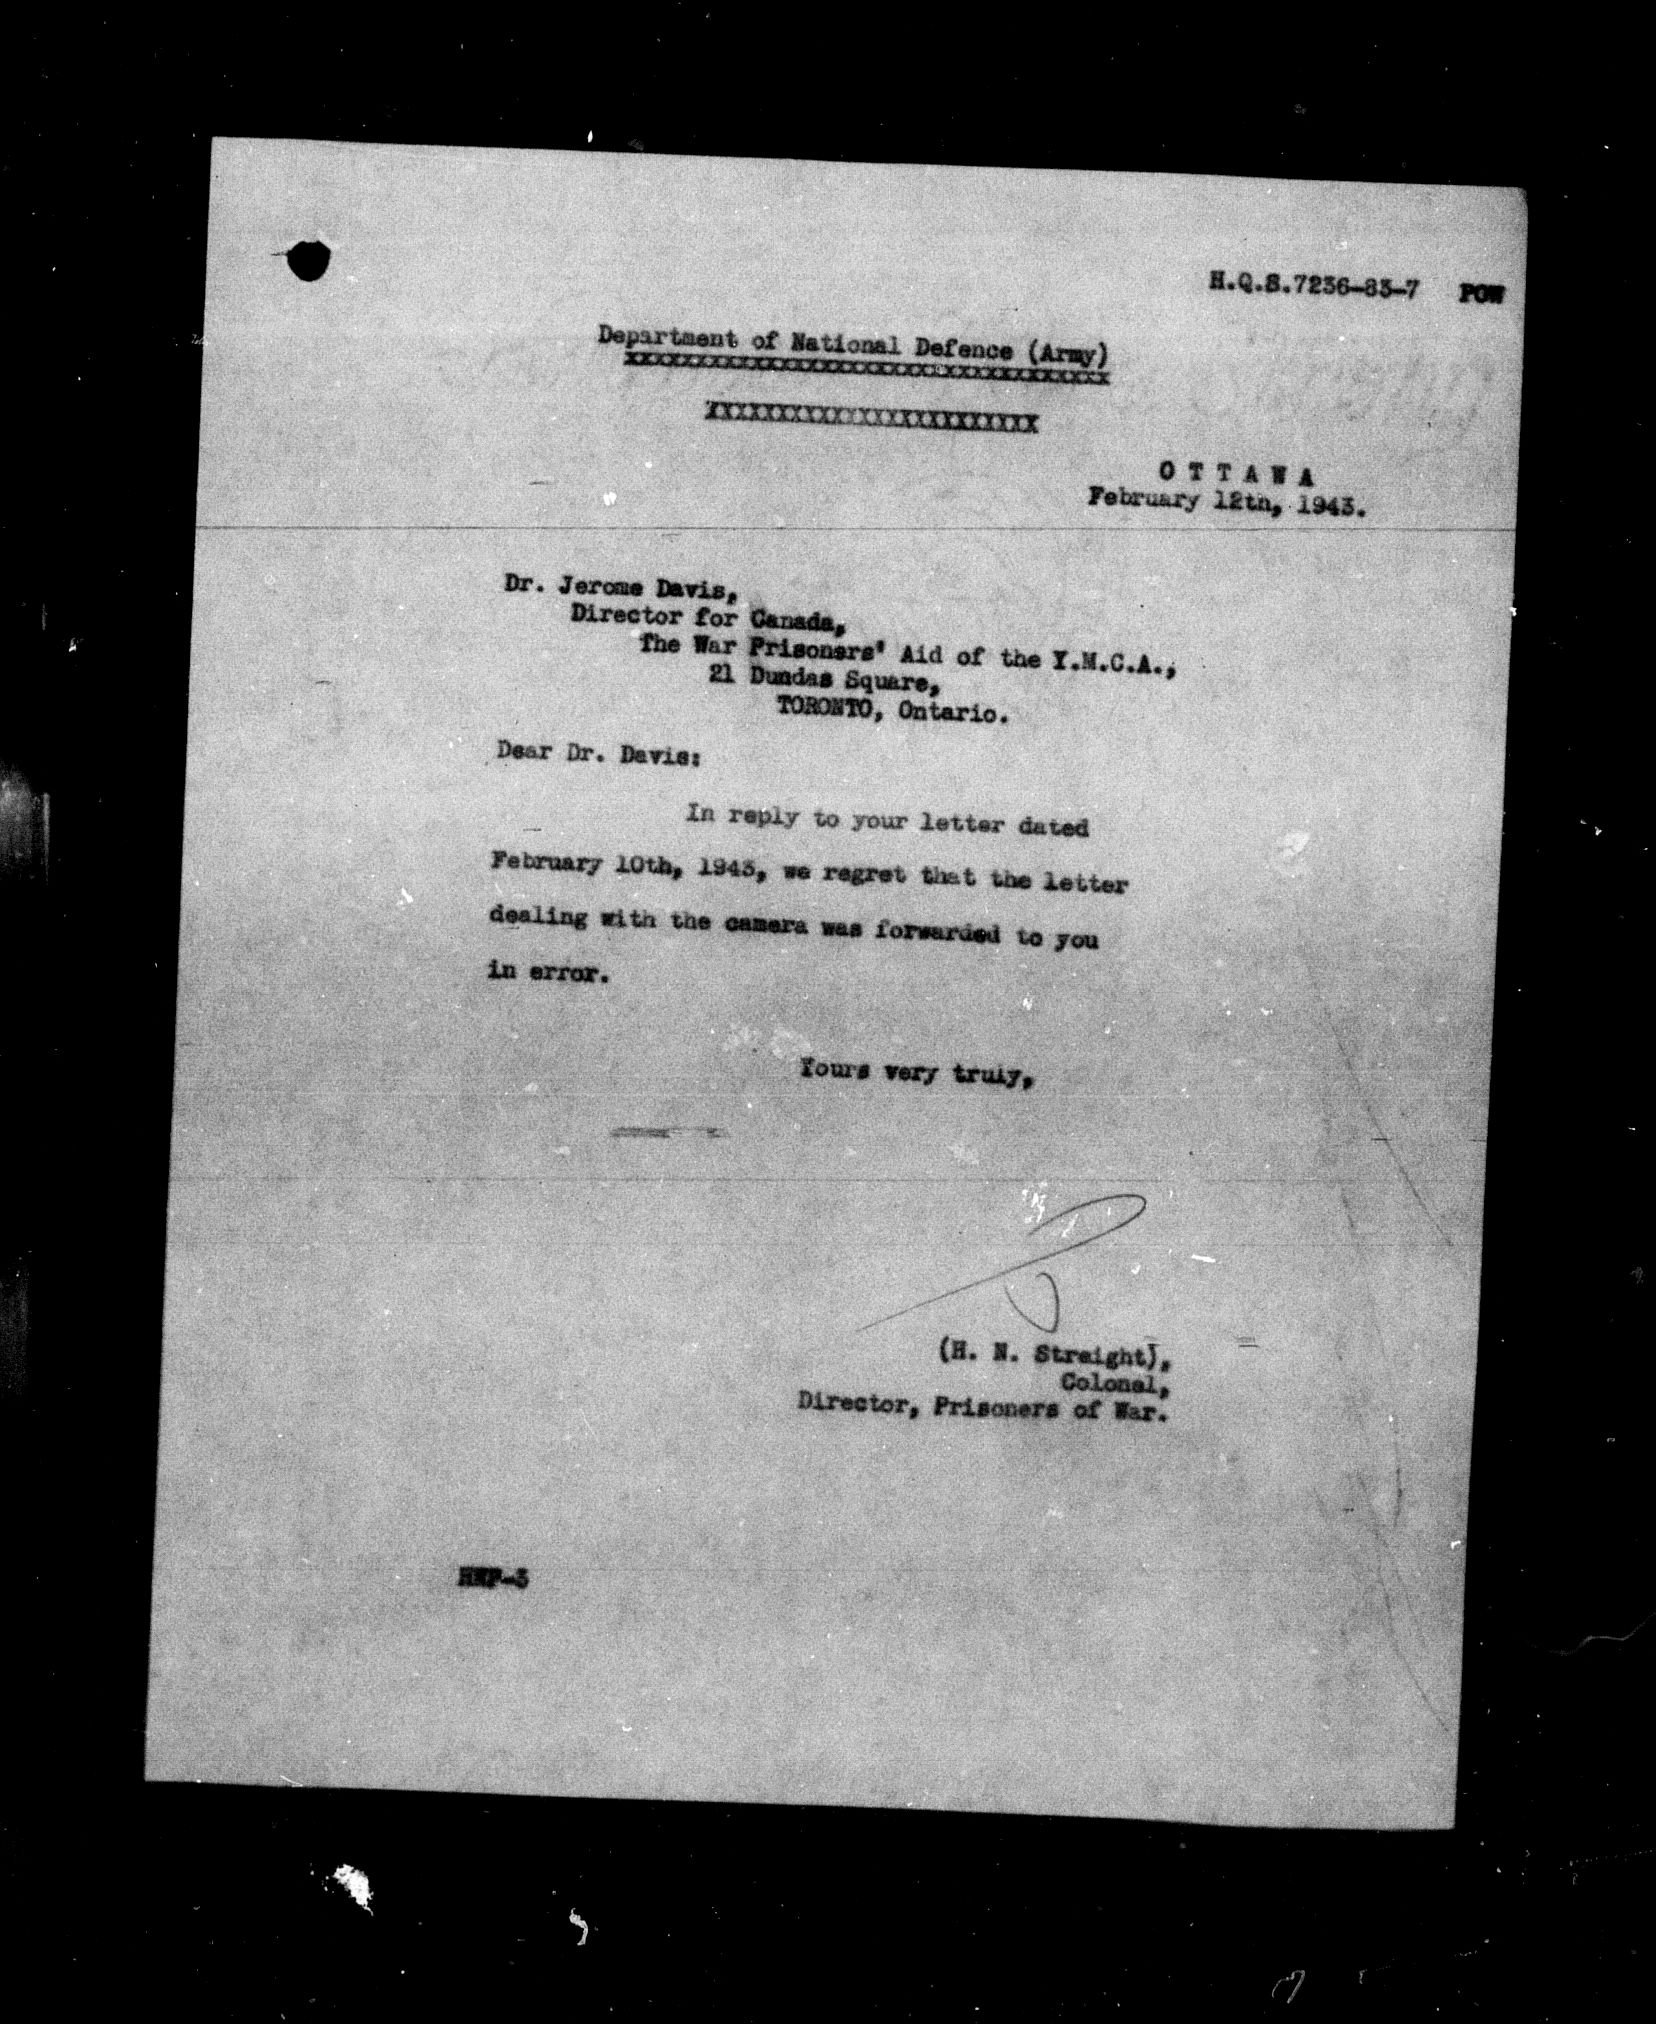 H.Q.S.7236-83-7 POW
Department of National Defence (Army)
OTTAWA
February 12th, 1943.
Dr. Jerome Davis,
Director for Canada,
The War Prisoners' Aid of the Y.M.C.A.,
21 Dundas Square,
TORONTO, Ontario.
Dear Dr. Davis:
In reply to your letter dated
February 10th, 1943, we regret that the letter
dealing with the camera was forwarded to you
in error.
Yours very truly,
(H. N. Streight),
Colonel,
Director, Prisoners of War.